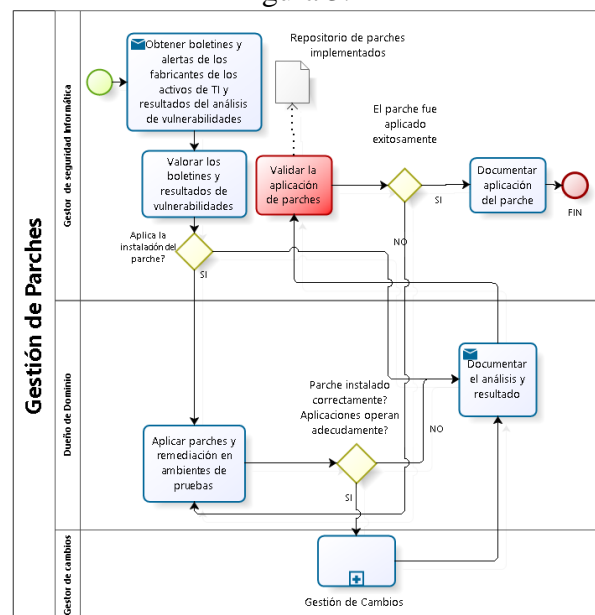 Gestión de Parches
Gestor de seguridad Informática
Obtener boletines y
alertas de los
fabricantes de los
activos de TI y
resultados del análisis
de vulnerabilidades
Repositorio de parches
implementados
El parche fue
aplicado
exitosamente
Valorar los
boletines y
resultados de
vulnerabilidades
Validar la
aplicación
de parches
SI
Documentar
aplicación
del parche
FIN
Aplica la
instalación del
parche?
SI
NO
Dueño de Dominio
Documentar
el análisis y
resultado
Parche instalado
correctamente?
Aplicaciones operan
adecudamente?
NO
Aplicar parches y
remediación en
ambientes de
pruebas
SI
Gestor de cambios
Gestión de Cambios